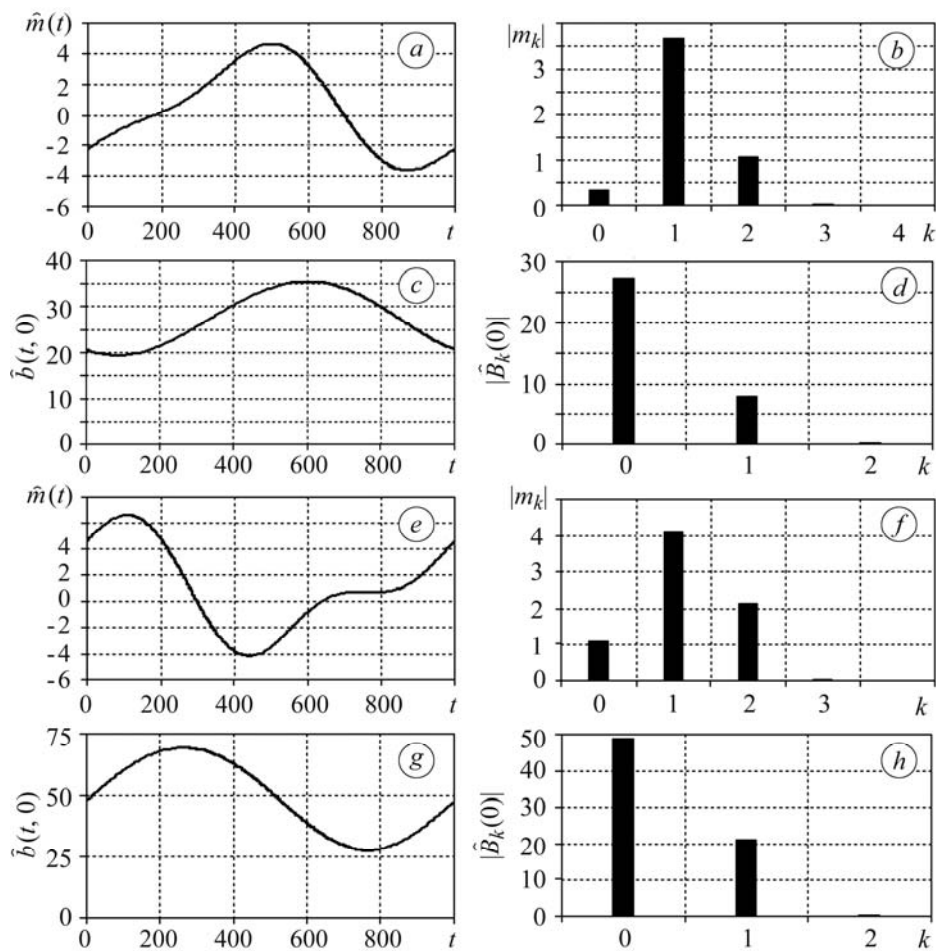 m̂(t)
4
2
0
-2
-4
-6
0 200 400 600 800 t
a
|m_k|
3
2
1
0
0 1 2 3 4 k
b
b̂(t, 0)
40
30
20
10
0
0 200 400 600 800 t
c
|B̂_k(0)|
30
20
10
0
0 1 2 k
d
m̂(t)
4
2
0
-2
-4
-6
0 200 400 600 800 t
e
|m_k|
4
3
2
1
0
0 1 2 3 k
f
b̂(t, 0)
75
50
25
0
0 200 400 600 800 t
g
|B̂_k(0)|
50
40
30
20
10
0
0 1 2 k
h